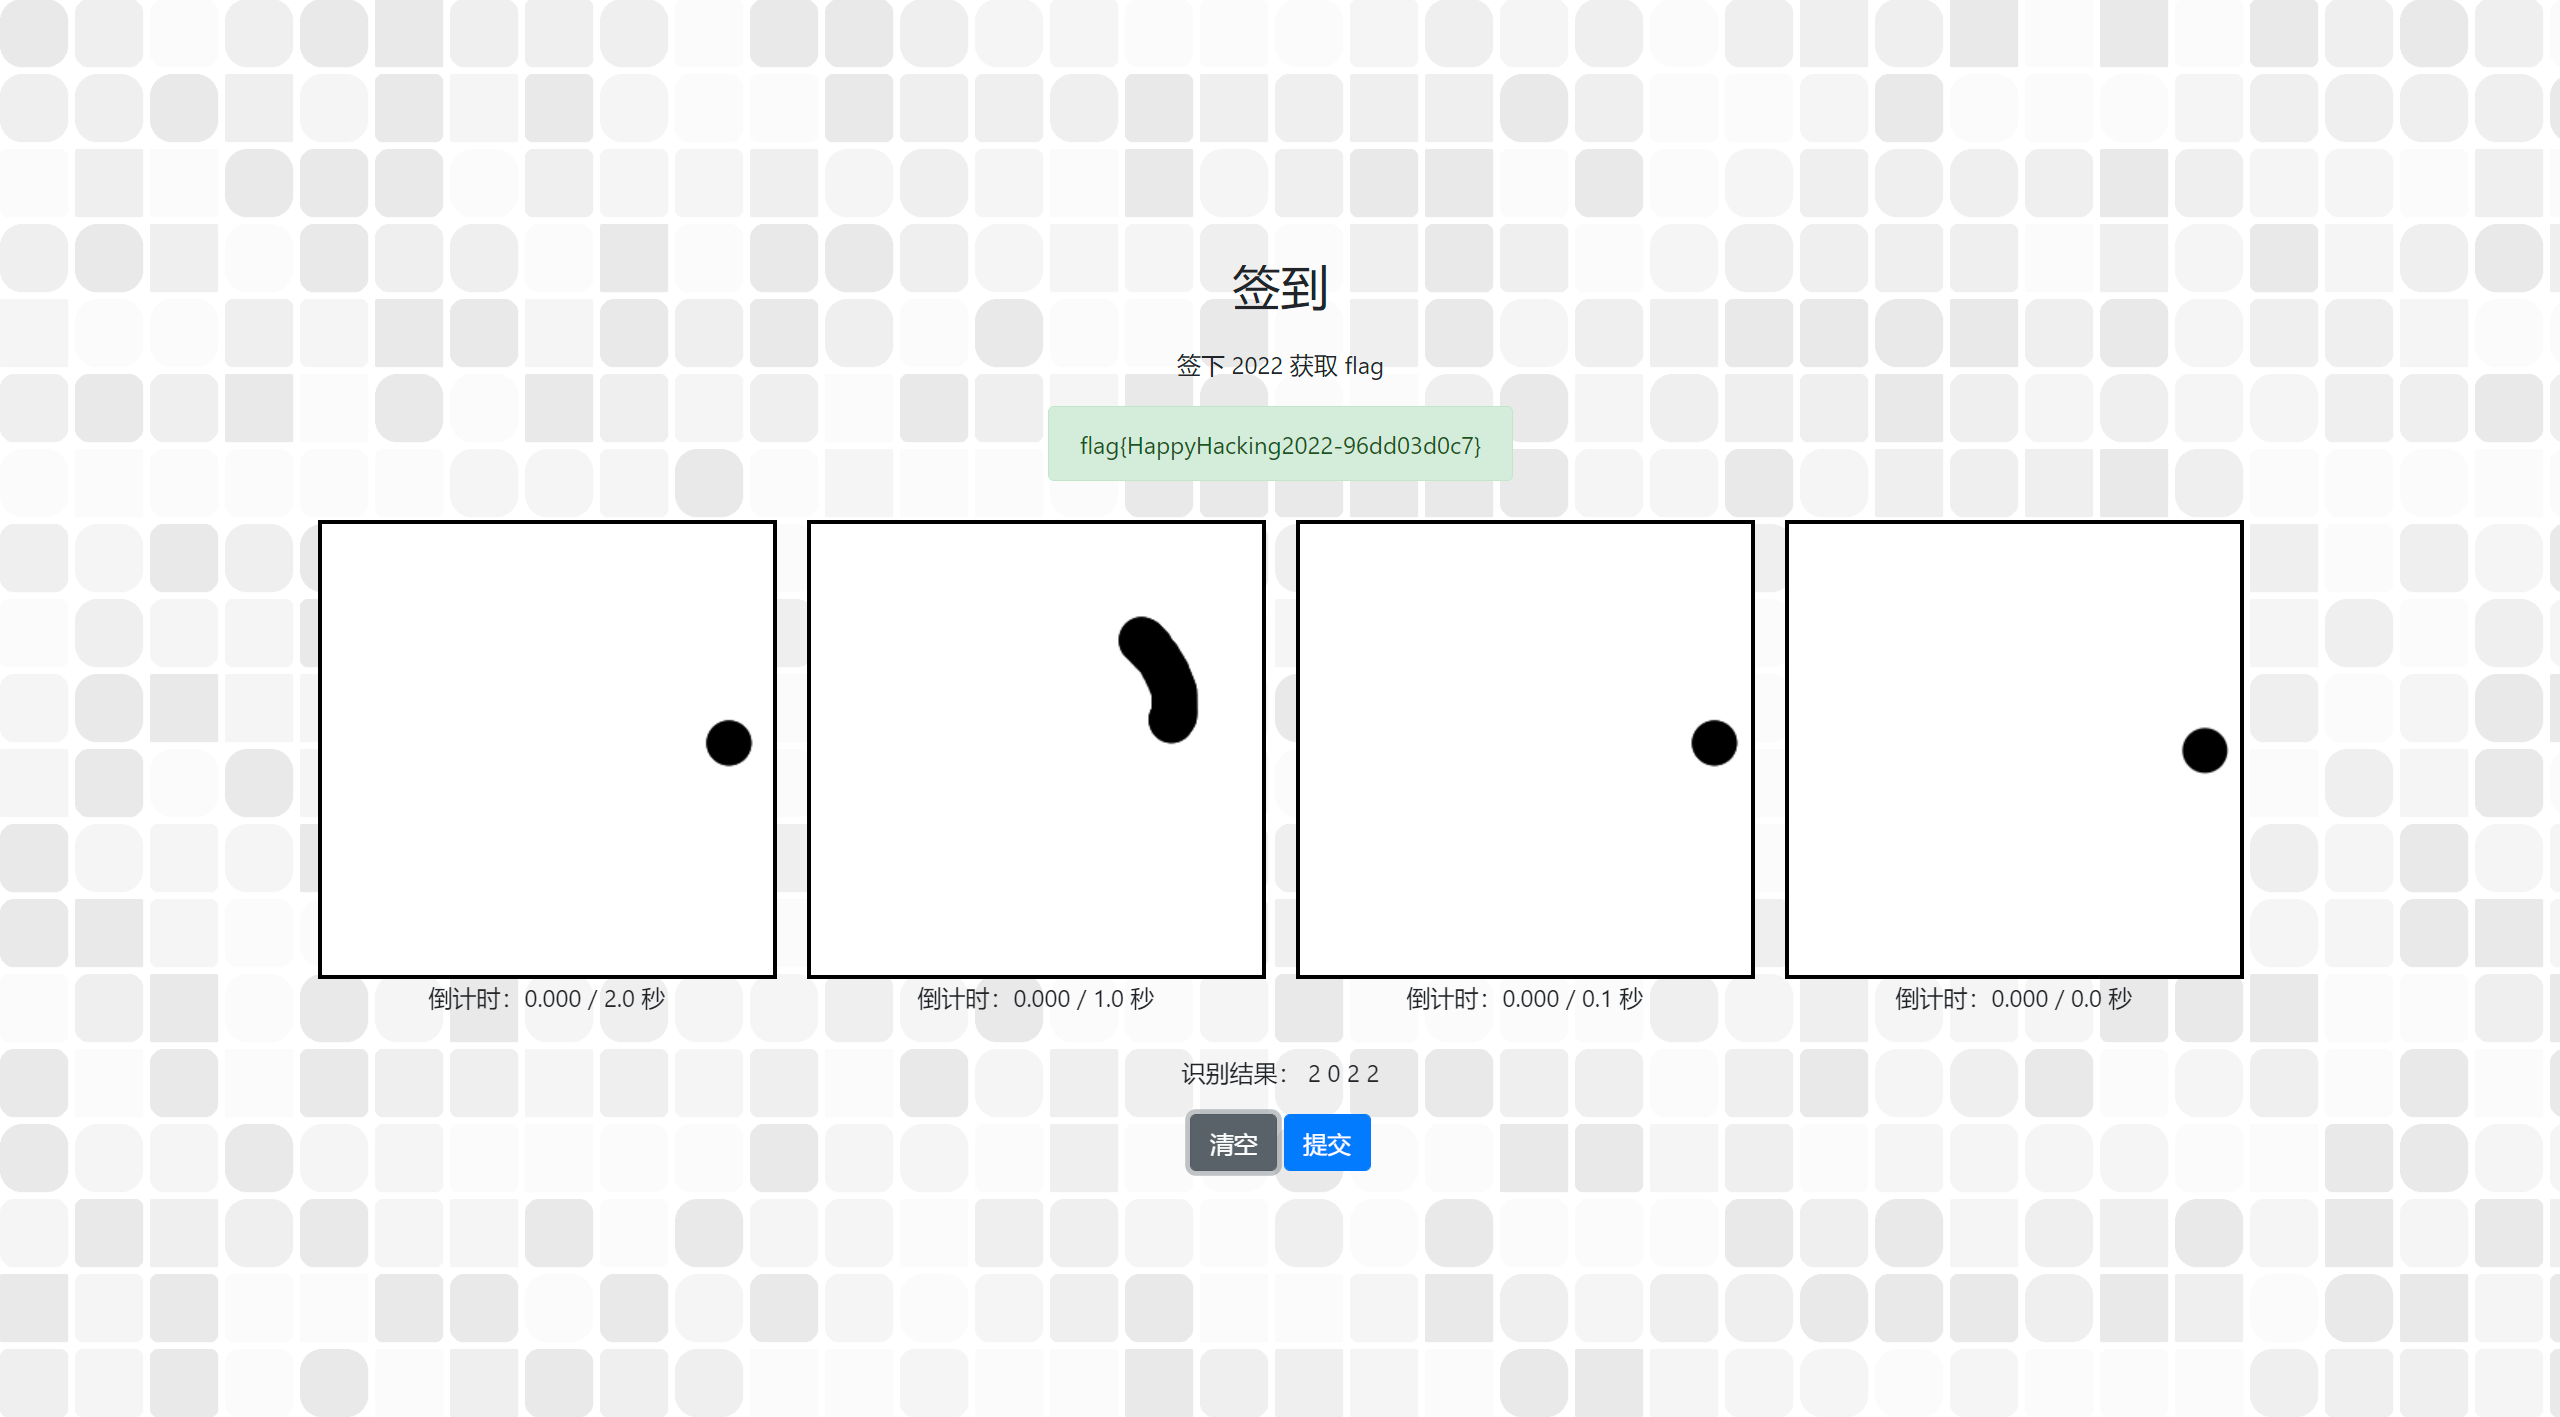 签到
签下 2022 获取 flag
flag{HappyHacking2022-96dd03d0c7}
倒计时：0.000 / 2.0 秒
倒计时：0.000 / 1.0 秒
倒计时：0.000 / 0.1 秒
倒计时：0.000 / 0.0 秒
识别结果： 2 0 2 2
清空 提交